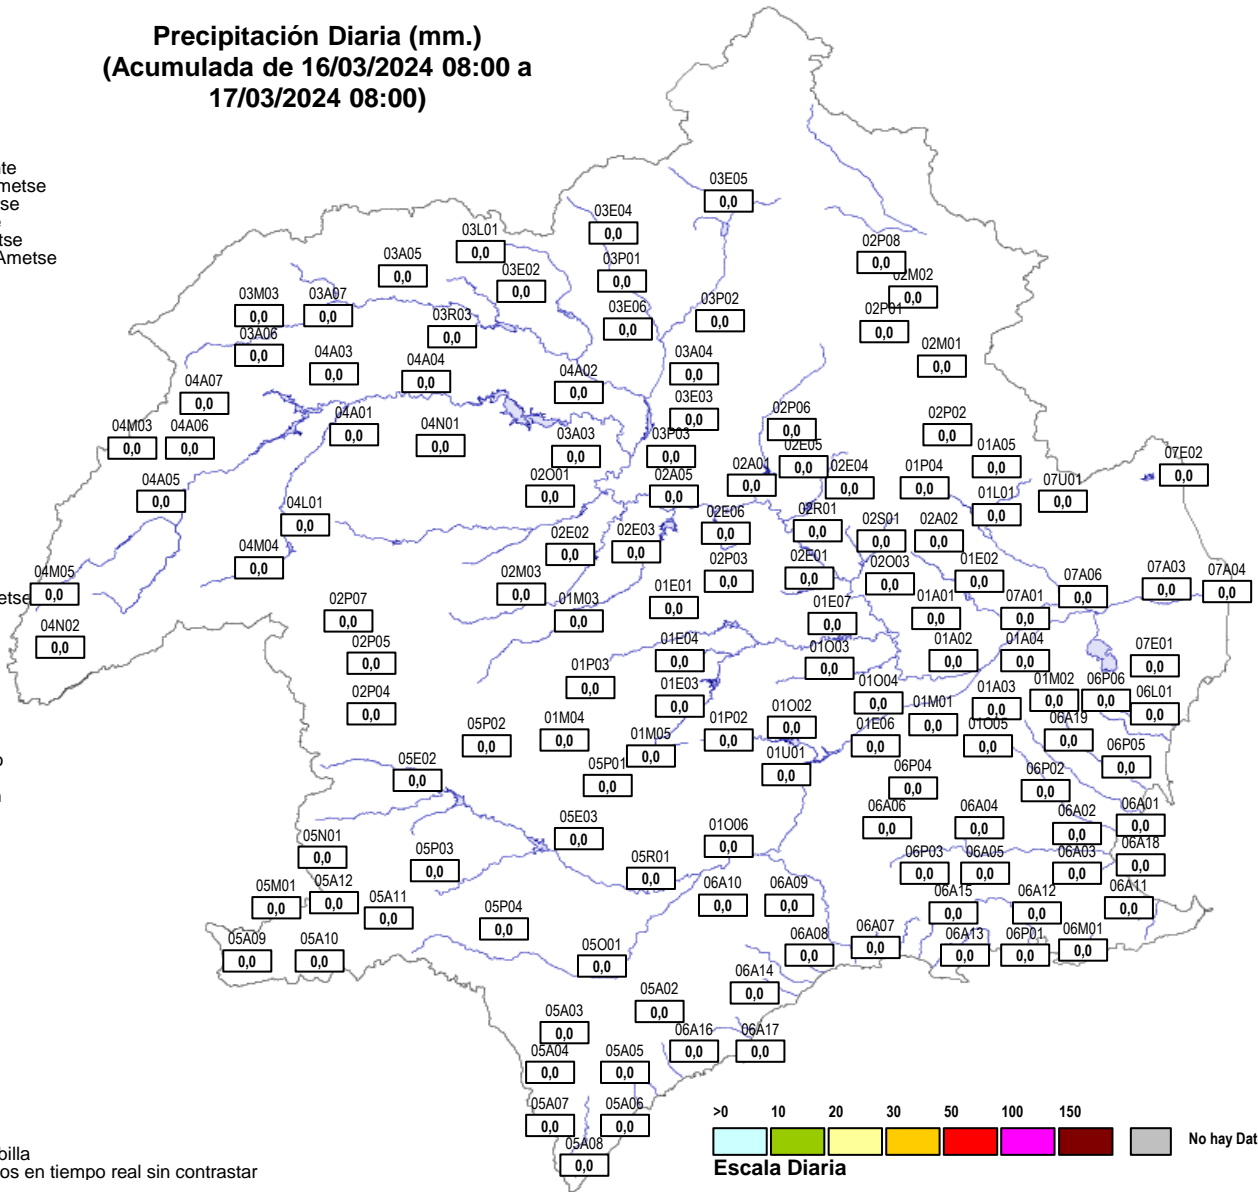 Precipitación Diaria (mm.)
(Acumulada de 16/03/2024 08:00 a
17/03/2024 08:00)
03E05
0,0
03E04
0,0
03L01
0,0
03A05
0,0
03P01
0,0
03E02
0,0
02P08
0,0
02M02
0,0
03M03
0,0
03A07
0,0
03R03
0,0
03E06
0,0
03P02
0,0
02P01
0,0
03A06
0,0
04A03
0,0
04A04
0,0
04A02
0,0
03A04
0,0
02M01
0,0
04A07
0,0
03E03
0,0
04M03
0,0
04A06
0,0
04A01
0,0
04N01
0,0
03A03
0,0
03P03
0,0
02P06
0,0
02P02
0,0
02E05
0,0
01A05
0,0
07E02
0,0
04A05
0,0
02O01
0,0
02A05
0,0
02A01
0,0
02E04
0,0
01P04
0,0
07U01
0,0
01L01
0,0
04L01
0,0
02E06
0,0
02R01
0,0
02S01
0,0
02A02
0,0
04M04
0,0
02E02
0,0
02E03
0,0
04M05
0,0
02M03
0,0
02P03
0,0
02E01
0,0
02O03
0,0
01E02
0,0
07A06
0,0
07A03
0,0
07A04
0,0
02P07
0,0
01M03
0,0
01E01
0,0
01E07
0,0
01A01
0,0
07A01
0,0
04N02
0,0
02P05
0,0
01E04
0,0
01O03
0,0
01A02
0,0
01A04
0,0
07E01
0,0
01P03
0,0
02P04
0,0
01E03
0,0
01O04
0,0
01M01
0,0
01A03
0,0
01M02
0,0
06P06
0,0
06L01
0,0
05P02
0,0
01M04
0,0
01M05
0,0
01P02
0,0
01O02
0,0
01E06
0,0
01O05
0,0
06A19
0,0
06P05
0,0
05E02
0,0
05P01
0,0
01U01
0,0
06P04
0,0
06P02
0,0
05E03
0,0
01O06
0,0
06A06
0,0
06A04
0,0
06A02
0,0
06A01
0,0
05N01
0,0
05P03
0,0
05R01
0,0
06P03
0,0
06A05
0,0
06A03
0,0
06A18
0,0
05M01
0,0
05A12
0,0
05A11
0,0
05P04
0,0
06A10
0,0
06A09
0,0
06A15
0,0
06A12
0,0
06A11
0,0
05A09
0,0
05A10
0,0
05O01
0,0
06A08
0,0
06A07
0,0
06A13
0,0
06P01
0,0
06M01
0,0
06A14
0,0
05A02
0,0
05A03
0,0
06A16
0,0
06A17
0,0
05A04
0,0
05A05
0,0
05A07
0,0
05A06
0,0
05A08
0,0
>0 10 20 30 50 100 150
No hay Dat
Escala Diaria
billa
os en tiempo real sin contrastar